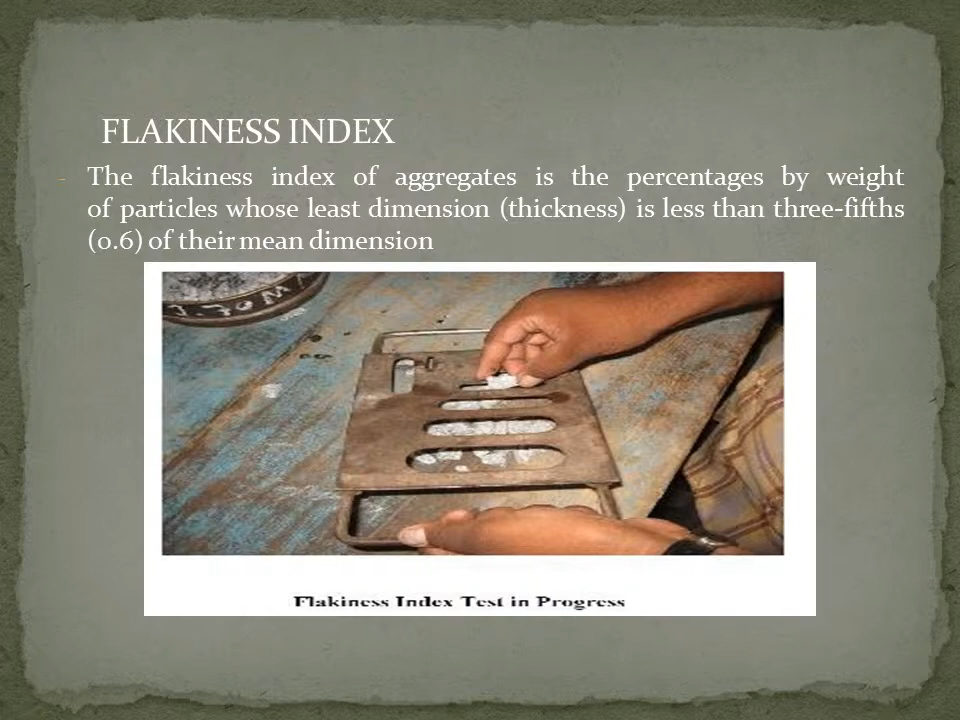 FLAKINESS INDEX
- The flakiness index of aggregates is the percentages by weight
of particles whose least dimension (thickness) is less than three-fifths
(0.6) of their mean dimension
Flakiness Index Test in Progress